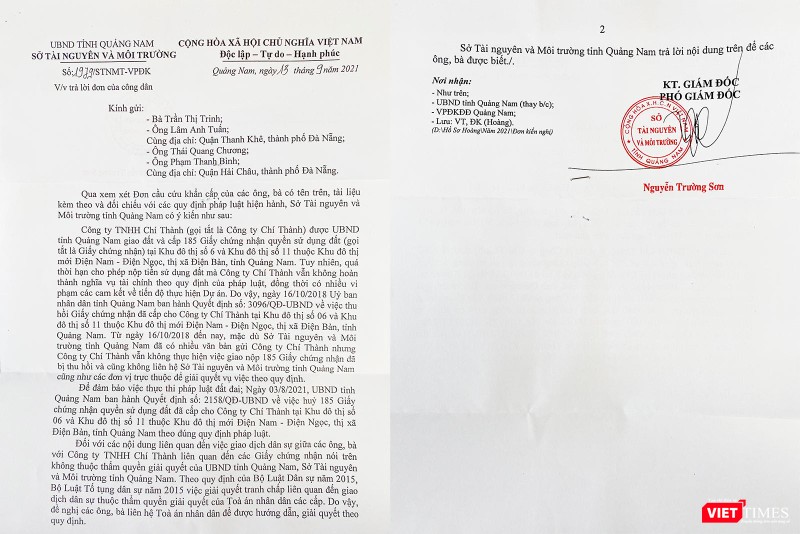 UBND TỈNH QUẢNG NAM
SỞ TÀI NGUYÊN VÀ MÔI TRƯỜNG
CỘNG HÒA XÃ HỘI CHỦ NGHĨA VIỆT NAM
Độc lập - Tự do - Hạnh phúc
/STNMT-VPĐK
Quảng Nam, ngày 13 tháng 9 năm 2021
V/v trả lời đơn của công dân
Kính gửi:
- Bà Trần Thị Trinh;
- Ông Lâm Anh Tuấn;
Cùng địa chỉ: Quận Thanh Khê, thành phố Đà Nẵng;
- Ông Thái Quang Chương;
- Ông Phạm Thanh Bình;
Cùng địa chỉ: Quận Hải Châu, thành phố Đà Nẵng.
Qua xem xét Đơn cầu cứu khẩn cấp của các ông, bà có tên trên, tài liệu
kèm theo và đối chiếu với các quy định pháp luật hiện hành, Sở Tài nguyên và
Môi trường tỉnh Quảng Nam có ý kiến như sau:
Công ty TNHH Chí Thành (gọi tắt là Công ty Chí Thành) được UBND
tỉnh Quảng Nam giao đất và cấp 185 Giấy chứng nhận quyền sử dụng đất (gọi
tắt là Giấy chứng nhận) tại Khu đô thị số 6 và Khu đô thị số 11 thuộc Khu đô thị
mới Điện Nam - Điện Ngọc, thị xã Điện Bản, tỉnh Quảng Nam. Tuy nhiên, quá
thời hạn cho phép nộp tiền sử dụng đất mà Công ty Chí Thành vẫn không hoàn
thành nghĩa vụ tài chính theo quy định của pháp luật, đồng thời có nhiều vi
phạm các cam kết về tiến độ thực hiện Dự án. Do vậy, ngày 16/10/2018 Uỷ ban
nhân dân tỉnh Quảng Nam ban hành Quyết định số: 3096/QĐ-UBND về việc thu
hồi Giấy chứng nhận đã cấp cho Công ty Chí Thành tại Khu đô thị số 06 và Khu
đô thị số 11 thuộc Khu đô thị mới Điện Nam - Điện Ngọc, thị xã Điện Bản, tỉnh
Quảng Nam. Từ ngày 16/10/2018 đến nay, mặc dù Sở Tài nguyên và Môi
trường tỉnh Quảng Nam đã có nhiều văn bản gửi Công ty Chí Thành nhưng
Công ty Chí Thành vẫn không thực hiện việc giao nộp 185 Giấy chứng nhận đã
bị thu hồi và cũng không liên hệ Sở Tài nguyên và Môi trường tỉnh Quảng Nam
cũng như các đơn vị trực thuộc để giải quyết vụ việc theo quy định.
Để đảm bảo việc thực thi pháp luật đất đai; Ngày 03/8/2021, UBND tỉnh
Quảng Nam ban hành Quyết định số: 2158/QĐ-UBND về việc huỷ 185 Giấy
chứng nhận quyền sử dụng đất đã cấp cho Công ty Chí Thành tại Khu đô thị số
06 và Khu đô thị số 11 thuộc Khu đô thị mới Điện Nam - Điện Ngọc, thị xã
Điện Bản, tỉnh Quảng Nam theo đúng quy định pháp luật.
Đối với các nội dung liên quan đến việc giao dịch dân sự giữa các ông, bà
với Công ty TNHH Chí Thành liên quan đến các Giấy chứng nhận nói trên
không thuộc thẩm quyền giải quyết của UBND tỉnh Quảng Nam, Sở Tài nguyên
và Môi trường tỉnh Quảng Nam. Theo quy định của Bộ Luật Dân sự năm 2015,
Bộ Luật Tố tụng dân sự năm 2015 việc giải quyết tranh chấp liên quan đến giao
dịch dân sự thuộc thẩm quyền giải quyết của Toà án nhân dân các cấp. Do vậy,
đề nghị các ông, bà liên hệ Toà án nhân dân để được hướng dẫn, giải quyết theo
quy định.
2
Sở Tài nguyên và Môi trường tỉnh Quảng Nam trả lời nội dung trên để các
ông, bà được biết./.
Nơi nhận:
- Như trên;
- UBND tỉnh Quảng Nam (thay b/c);
- VPĐKĐĐ Quảng Nam;
- Lưu: VT, ĐK (Hoàng).
(D:/Hồ Sơ Hoàng/Năm 2021/Đơn kiến nghị)
KT. GIÁM ĐỐC
PHÓ GIÁM ĐỐC
SỞ
TÀI NGUYÊN
VÀ MÔI TRƯỜNG
TỈNH QUẢNG NAM
Nguyễn Trường Sơn
VIETTIMES